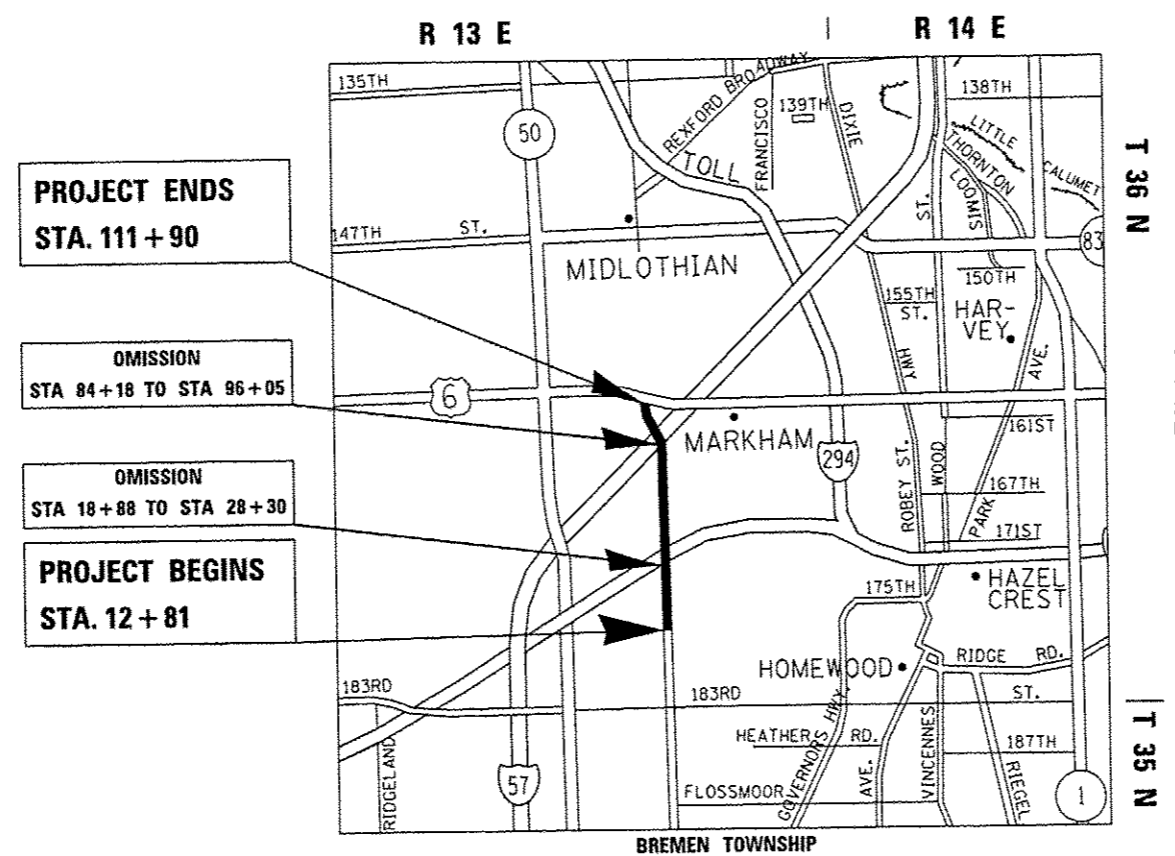 R 13 E
R 14 E
135TH
50
REXFORD BROADWAY
FRANCISCO
139TH
DIXIE
138TH
LITTLE
THORNTON
LOOMIS
CALUMET
TOLL
T 36 N
PROJECT ENDS
STA. 111+90
147TH ST.
MIDLOTHIAN
ST.
83
150TH
155TH
ST.
HAR-
VEY
HWY
AVE.
OMISSION
STA 84+18 TO STA 96+05
6
MARKHAM
161ST
294
ROBEY ST.
WOOD
167TH
PARK
171ST
OMISSION
STA 18+88 TO STA 28+30
PROJECT BEGINS
STA. 12+81
175TH
HAZEL
CREST
HOMEWOOD
RIDGE RD.
183RD
183RD
ST.
RIDGELAND
57
HEATHER RD.
GOVERNORS HWY.
AVE.
VINCENNES
187TH
RIEGEL
FLOSSMOOR
1
T 35 N
BREMEN TOWNSHIP